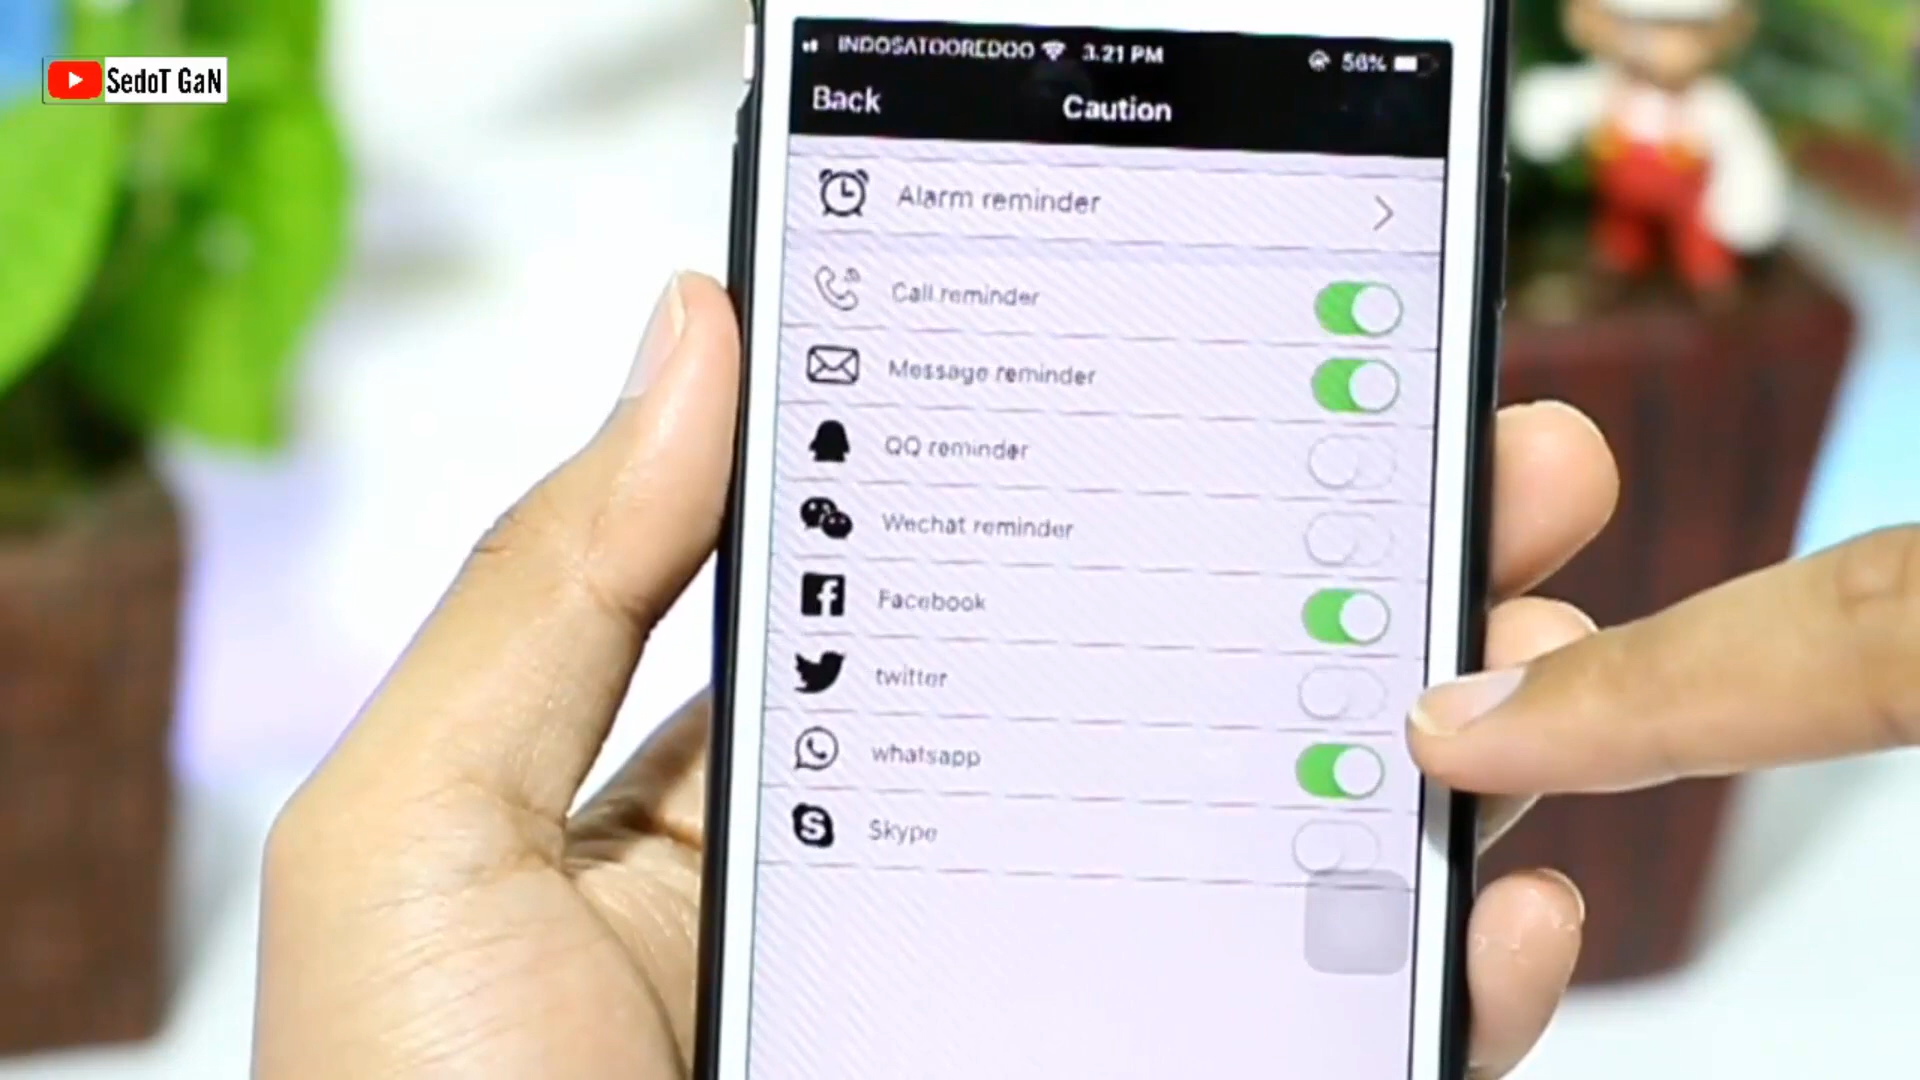 SedoT GaN
INDOSATOOREDOO 3.21 PM 56%
Back Caution
Alarm reminder
Call reminder
Message reminder
QQ reminder
Wechat reminder
Facebook
twitter
whatsapp
Skype